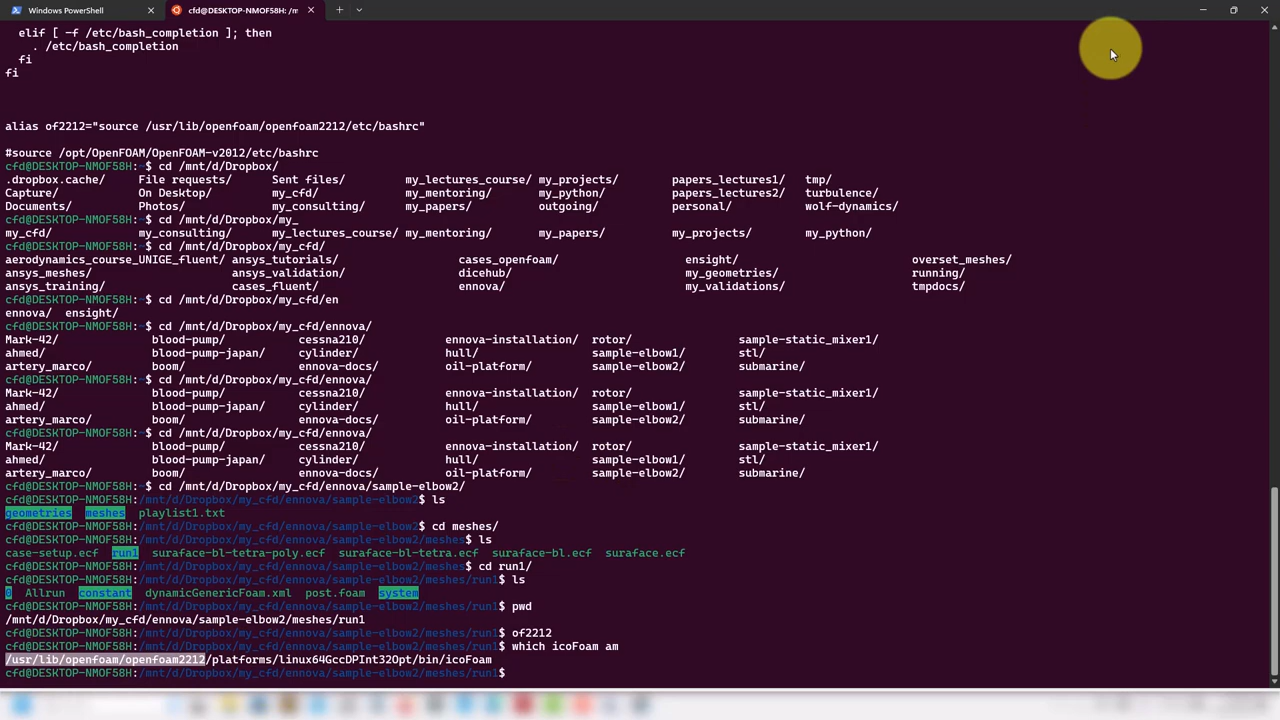 Windows PowerShell
cfd@DESKTOP-NMOF58H: /m
elif [ -f /etc/bash_completion ]; then
. /etc/bash_completion
fi
fi
alias of2212="source /usr/lib/openfoam/openfoam2212/etc/bashrc"
#source /opt/OpenFOAM/OpenFOAM-v2012/etc/bashrc
cfd@DESKTOP-NMOF58H:~$ cd /mnt/d/Dropbox/
.dropbox.cache/ File requests/ Sent files/ my_lectures_course/ my_projects/ papers_lectures1/ tmp/
Capture/ On Desktop/ my_cfd/ my_mentoring/ my_python/ papers_lectures2/ turbulence/
Documents/ Photos/ my_consulting/ my_papers/ outgoing/ personal/ wolf-dynamics/
cfd@DESKTOP-NMOF58H:~$ cd /mnt/d/Dropbox/my_
my_cfd/ my_consulting/ my_lectures_course/ my_mentoring/ my_papers/ my_projects/ my_python/
cfd@DESKTOP-NMOF58H:~$ cd /mnt/d/Dropbox/my_cfd/
aerodynamics_course_UNIGE_fluent/ ansys_tutorials/ cases_openfoam/ ensight/ overset_meshes/
ansys_meshes/ ansys_validation/ dicehub/ my_geometries/ running/
ansys_training/ cases_fluent/ ennova/ my_validations/ tmpdocs/
cfd@DESKTOP-NMOF58H:~$ cd /mnt/d/Dropbox/my_cfd/en
ennova/ ensight/
cfd@DESKTOP-NMOF58H:~$ cd /mnt/d/Dropbox/my_cfd/ennova/
Mark-42/ blood-pump/ cessna210/ ennova-installation/ rotor/ sample-static_mixer1/
ahmed/ blood-pump-japan/ cylinder/ hull/ sample-elbow1/ stl/
artery_marco/ boom/ ennova-docs/ oil-platform/ sample-elbow2/ submarine/
cfd@DESKTOP-NMOF58H:~$ cd /mnt/d/Dropbox/my_cfd/ennova/
Mark-42/ blood-pump/ cessna210/ ennova-installation/ rotor/ sample-static_mixer1/
ahmed/ blood-pump-japan/ cylinder/ hull/ sample-elbow1/ stl/
artery_marco/ boom/ ennova-docs/ oil-platform/ sample-elbow2/ submarine/
cfd@DESKTOP-NMOF58H:~$ cd /mnt/d/Dropbox/my_cfd/ennova/
Mark-42/ blood-pump/ cessna210/ ennova-installation/ rotor/ sample-static_mixer1/
ahmed/ blood-pump-japan/ cylinder/ hull/ sample-elbow1/ stl/
artery_marco/ boom/ ennova-docs/ oil-platform/ sample-elbow2/ submarine/
cfd@DESKTOP-NMOF58H:~$ cd /mnt/d/Dropbox/my_cfd/ennova/sample-elbow2/
cfd@DESKTOP-NMOF58H:/mnt/d/Dropbox/my_cfd/ennova/sample-elbow2$ ls
geometries meshes playlist1.txt
cfd@DESKTOP-NMOF58H:/mnt/d/Dropbox/my_cfd/ennova/sample-elbow2$ cd meshes/
cfd@DESKTOP-NMOF58H:/mnt/d/Dropbox/my_cfd/ennova/sample-elbow2/meshes$ ls
case-setup.ecf run1 suraface-bl-tetra-poly.ecf suraface-bl-tetra.ecf suraface-bl.ecf suraface.ecf
cfd@DESKTOP-NMOF58H:/mnt/d/Dropbox/my_cfd/ennova/sample-elbow2/meshes$ cd run1/
cfd@DESKTOP-NMOF58H:/mnt/d/Dropbox/my_cfd/ennova/sample-elbow2/meshes/run1$ ls
0 Allrun constant dynamicGenericFoam.xml post.foam system
cfd@DESKTOP-NMOF58H:/mnt/d/Dropbox/my_cfd/ennova/sample-elbow2/meshes/run1$ pwd
/mnt/d/Dropbox/my_cfd/ennova/sample-elbow2/meshes/run1
cfd@DESKTOP-NMOF58H:/mnt/d/Dropbox/my_cfd/ennova/sample-elbow2/meshes/run1$ of2212
cfd@DESKTOP-NMOF58H:/mnt/d/Dropbox/my_cfd/ennova/sample-elbow2/meshes/run1$ which icoFoam am
/usr/lib/openfoam/openfoam2212/platforms/linux64GccDPInt32Opt/bin/icoFoam
cfd@DESKTOP-NMOF58H:/mnt/d/Dropbox/my_cfd/ennova/sample-elbow2/meshes/run1$